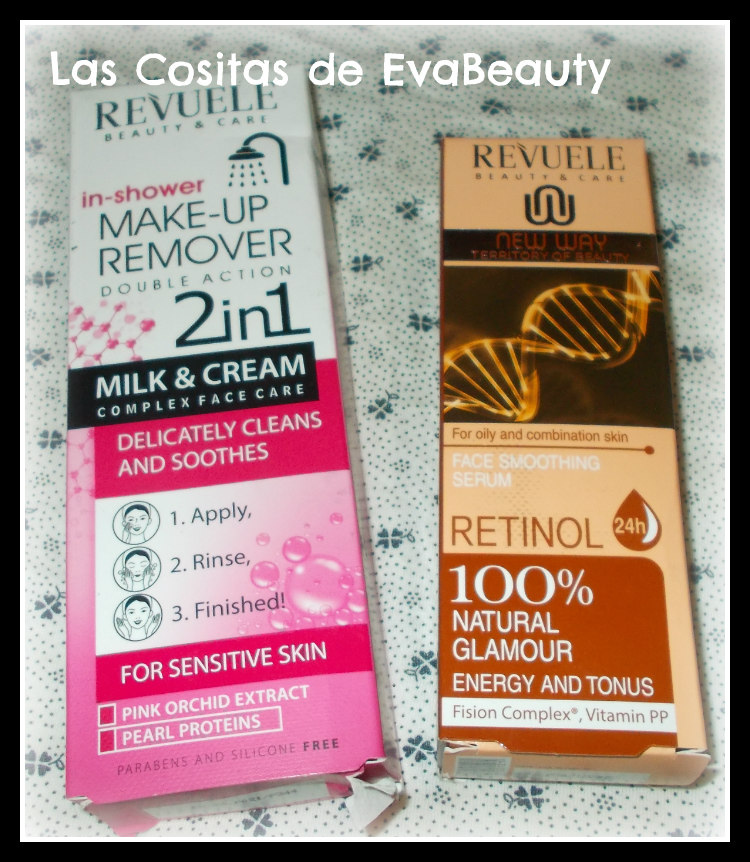 Las Cositas de EvaBeauty
REVUELE
BEAUTY & CARE
in-shower
MAKE-UP
REMOVER
DOUBLE ACTION
2in1
MILK & CREAM
COMPLEX FACE CARE
DELICATELY CLEANS
AND SOOTHES
1. Apply,
2. Rinse,
3. Finished!
FOR SENSITIVE SKIN
PINK ORCHID EXTRACT
PEARL PROTEINS
PARABENS AND SILICONE FREE
REVUELE
BEAUTY & CARE
NEW WAY
TERRITORY OF BEAUTY
For oily and combination skin
FACE SMOOTHING
SERUM
RETINOL
24h
100%
NATURAL
GLAMOUR
ENERGY AND TONUS
Fision Complex®, Vitamin PP